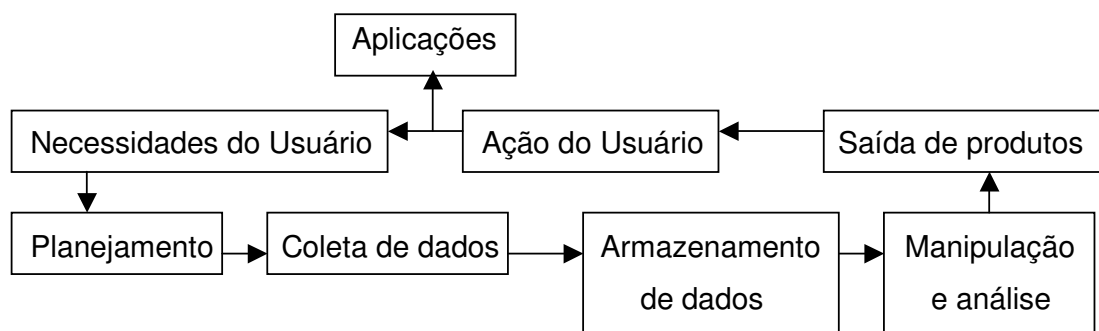 Aplicações
Necessidades do Usuário
Ação do Usuário
Saída de produtos
Planejamento
Coleta de dados
Armazenamento
de dados
Manipulação
e análise